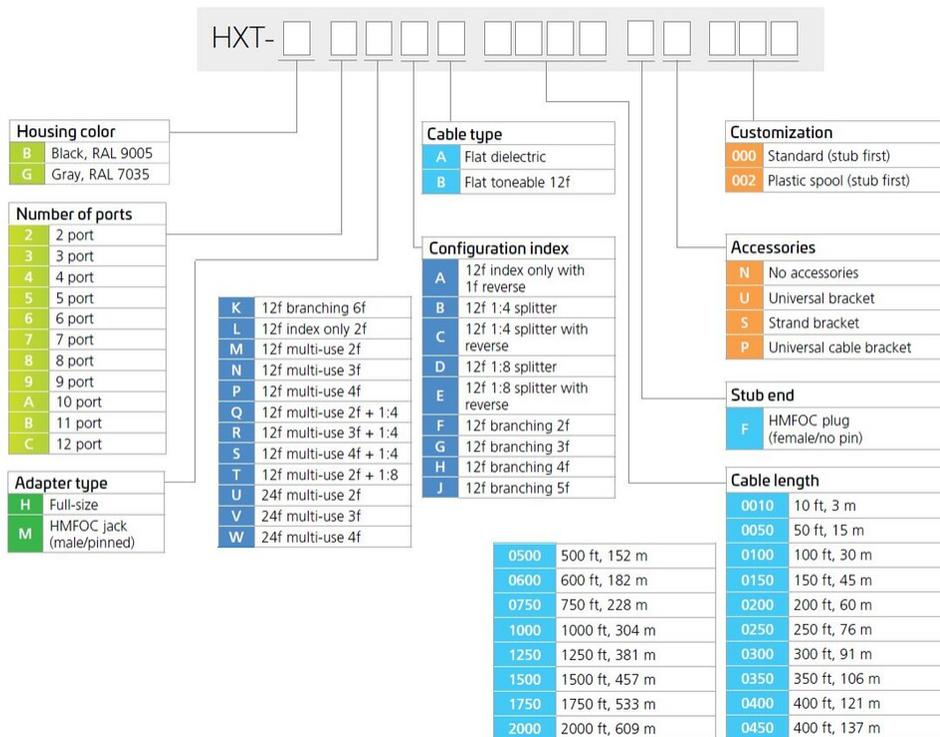 HXT-
Housing color
B Black, RAL 9005
G Gray, RAL 7035
Number of ports
2 2 port
3 3 port
4 4 port
5 5 port
6 6 port
7 7 port
8 8 port
9 9 port
A 10 port
B 11 port
C 12 port
Adapter type
H Full-size
M HMFOC jack
(male/pinned)
K 12f branching 6f
L 12f index only 2f
M 12f multi-use 2f
N 12f multi-use 3f
P 12f multi-use 4f
Q 12f multi-use 2f + 1:4
R 12f multi-use 3f + 1:4
S 12f multi-use 4f + 1:4
T 12f multi-use 2f + 1:8
U 24f multi-use 2f
V 24f multi-use 3f
W 24f multi-use 4f
Cable type
A Flat dielectric
B Flat toneable 12f
Configuration index
A 12f index only with
1f reverse
B 12f 1:4 splitter
C 12f 1:4 splitter with
reverse
D 12f 1:8 splitter
E 12f 1:8 splitter with
reverse
F 12f branching 2f
G 12f branching 3f
H 12f branching 4f
J 12f branching 5f
Customization
000 Standard (stub first)
002 Plastic spool (stub first)
Accessories
N No accessories
U Universal bracket
S Strand bracket
P Universal cable bracket
Stub end
F HMFOC plug
(female/no pin)
Cable length
0010 10 ft, 3 m
0050 50 ft, 15 m
0100 100 ft, 30 m
0150 150 ft, 45 m
0200 200 ft, 60 m
0250 250 ft, 76 m
0300 300 ft, 91 m
0350 350 ft, 106 m
0400 400 ft, 121 m
0450 400 ft, 137 m
0500 500 ft, 152 m
0600 600 ft, 182 m
0750 750 ft, 228 m
1000 1000 ft, 304 m
1250 1250 ft, 381 m
1500 1500 ft, 457 m
1750 1750 ft, 533 m
2000 2000 ft, 609 m